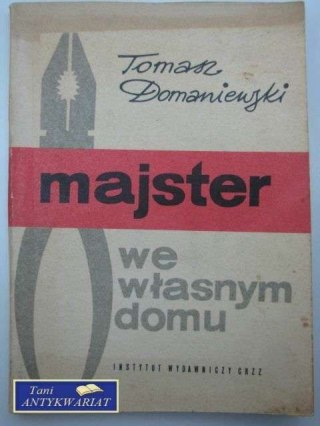 Tomasz
Domaniewski
majster
we
własnym
domu
INSTYTUT WYDAWNICZY CRZZ
Tani
ANTYKWARIAT